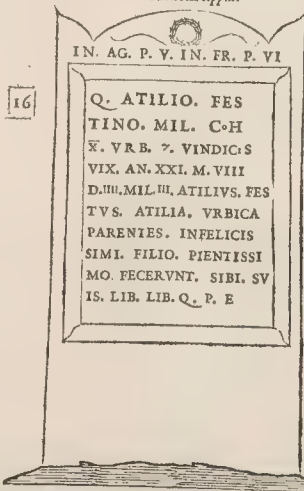 IN. AG. P. V. IN. FR. P. VI
16
Q. ATILIO. FES
TINO. MIL. COH
X̅. VRB. 7. VINDICIS
VIX. AN. XXI. M. VIII
D.IIII.MIL.III.ATILIVS.FES
TVS. ATILIA. VRBICA
PARENTES. INFELICIS
SIMI. FILIO. PIENTISSI
MO. FECERVNT. SIBI. SV
IS. LIB. LIB. Q. P. E